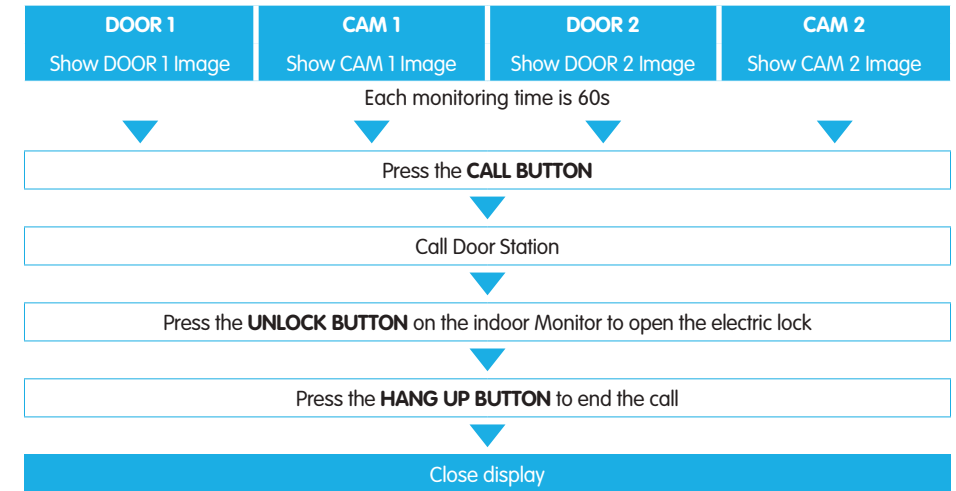 DOOR 1 CAM 1 DOOR 2 CAM 2
Show DOOR 1 Image Show CAM 1 Image Show DOOR 2 Image Show CAM 2 Image
Each monitoring time is 60s
Press the CALL BUTTON
Call Door Station
Press the UNLOCK BUTTON on the indoor Monitor to open the electric lock
Press the HANG UP BUTTON to end the call
Close display